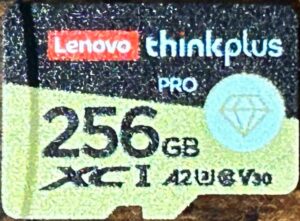 Lenovo thinkplus
PRO
256GB
XC I A2 U3 V30